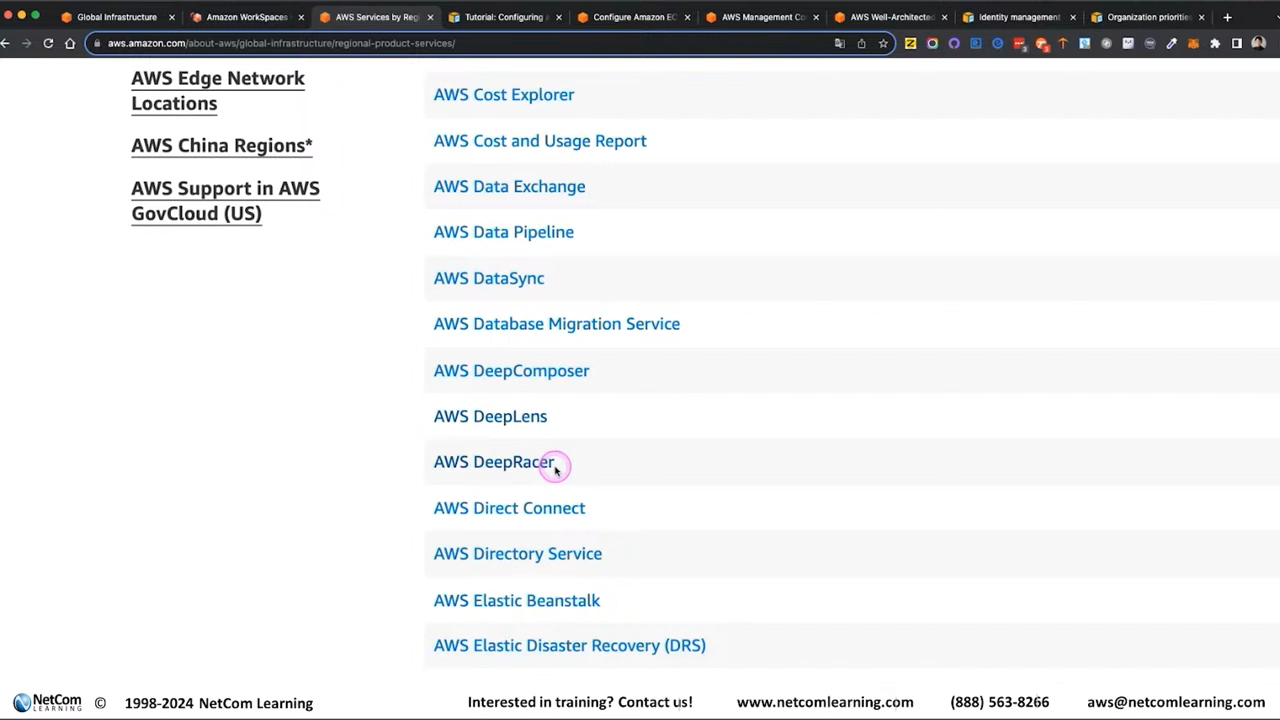 Global Infrastructure
Amazon WorkSpaces
AWS Services by Reg
Tutorial: Configuring
Configure Amazon EC
AWS Management Co
AWS Well-Architected
Identity management
Organization priorities
aws.amazon.com/about-aws/global-infrastructure/regional-product-services/
AWS Edge Network
Locations
AWS China Regions*
AWS Support in AWS
GovCloud (US)
AWS Cost Explorer
AWS Cost and Usage Report
AWS Data Exchange
AWS Data Pipeline
AWS DataSync
AWS Database Migration Service
AWS DeepComposer
AWS DeepLens
AWS DeepRacer
AWS Direct Connect
AWS Directory Service
AWS Elastic Beanstalk
AWS Elastic Disaster Recovery (DRS)
NetCom LEARNING © 1998-2024 NetCom Learning Interested in training? Contact us! www.netcomlearning.com (888) 563-8266 aws@netcomlearning.com